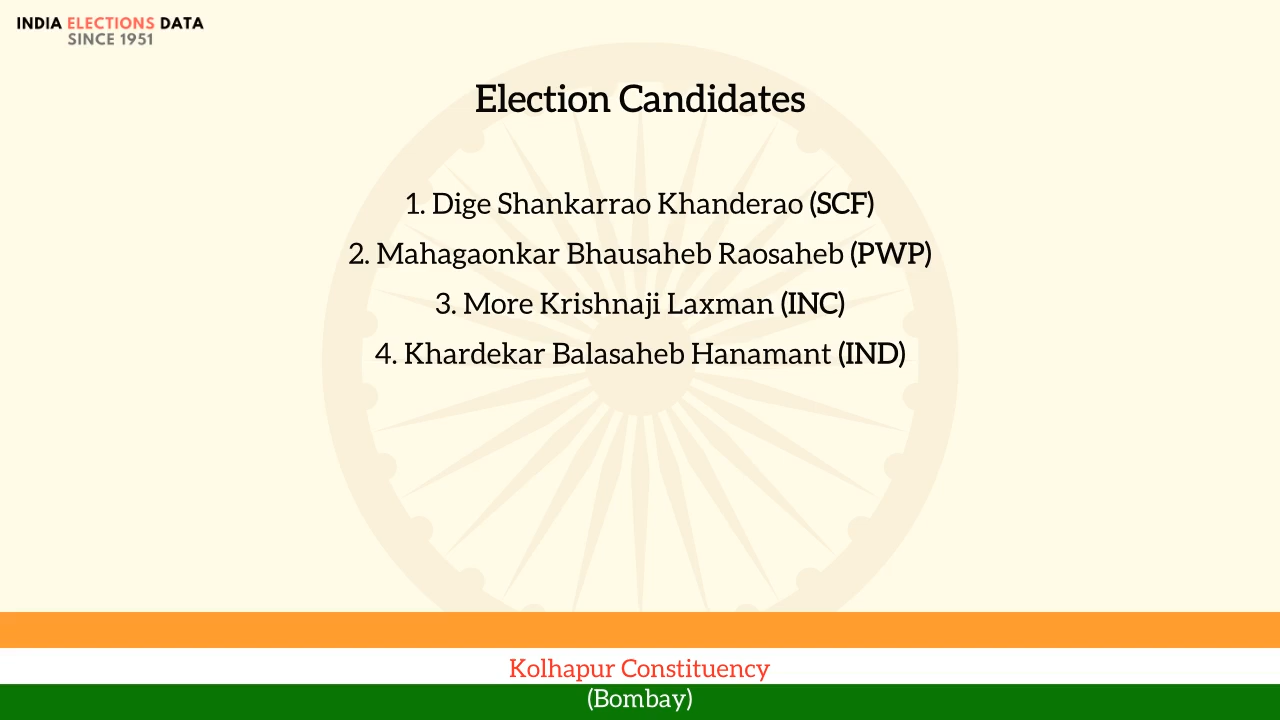 INDIA ELECTIONS DATA
SINCE 1951
Election Candidates
1. Dige Shankarrao Khanderao (SCF)
2. Mahagaonkar Bhausaheb Raosaheb (PWP)
3. More Krishnaji Laxman (INC)
4. Khardekar Balasaheb Hanamant (IND)
Kolhapur Constituency
(Bombay)